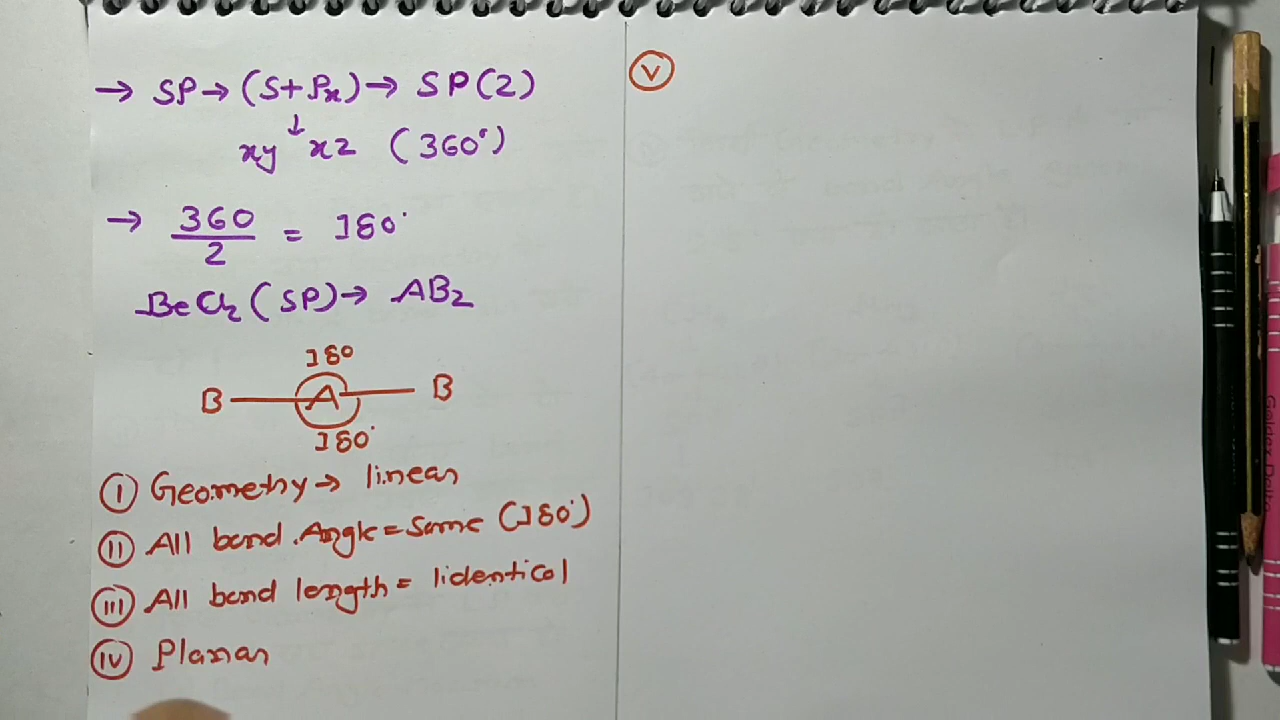 → SP → (S+Px) → SP(2)
↓
xy xz (360°)
→ 360/2 = 180°
BeCl2 (SP) → AB2
180
B — A — B
180°
(i) Geometry → linear
(ii) All bond Angle = Same (180°)
(iii) All bond length = Iidentical
(iv) Planar
(v)